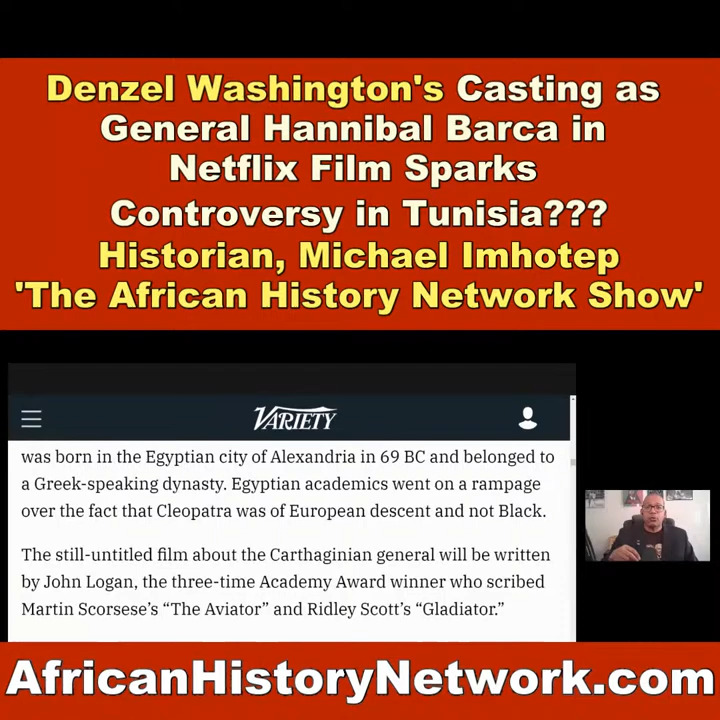 Denzel Washington's Casting as
General Hannibal Barca in
Netflix Film Sparks
Controversy in Tunisia???
Historian, Michael Imhotep
'The African History Network Show'
VARIETY
was born in the Egyptian city of Alexandria in 69 BC and belonged to
a Greek-speaking dynasty. Egyptian academics went on a rampage
over the fact that Cleopatra was of European descent and not Black.
The still-untitled film about the Carthaginian general will be written
by John Logan, the three-time Academy Award winner who scribed
Martin Scorsese’s “The Aviator” and Ridley Scott’s “Gladiator.”
AfricanHistoryNetwork.com